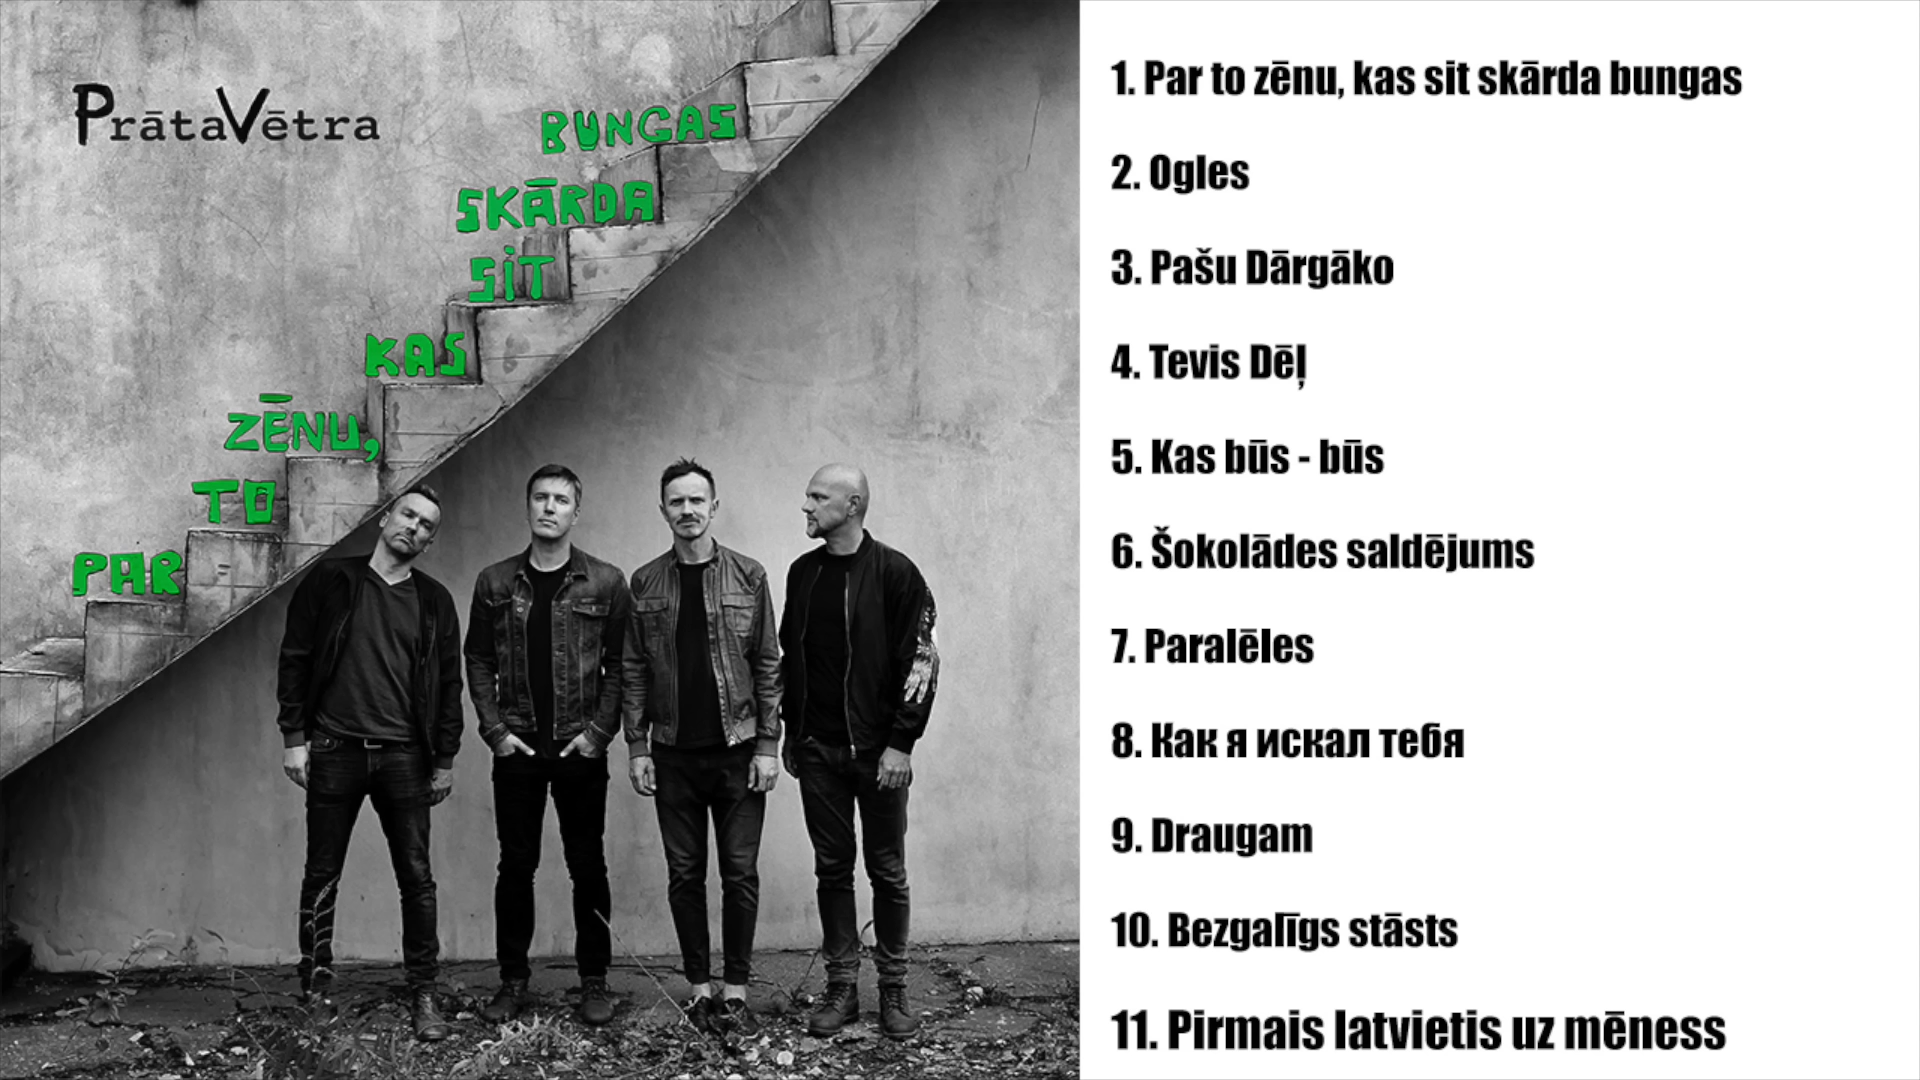 PrātaVētra
BUNGAS
SKĀRDA
SiT
KAS
ZĒNU,
TO
PAR
1. Par to zēnu, kas sit skārda bungas
2. Ogles
3. Pašu Dārgāko
4. Tevis Dēļ
5. Kas būs - būs
6. Šokolādes saldējums
7. Paralēles
8. Как я искал тебя
9. Draugam
10. Bezgalīgs stāsts
11. Pirmais latvietis uz mēness